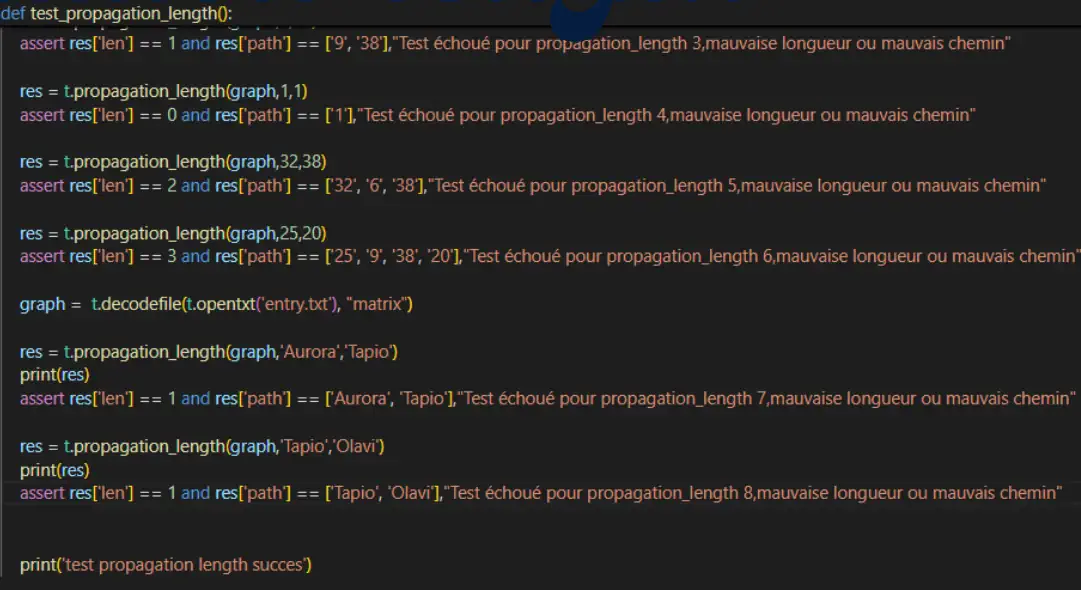 def test_propagation_length():
assert res['len'] == 1 and res['path'] == ['9', '38'],"Test échoué pour propagation_length 3,mauvaise longueur ou mauvais chemin"
res = t.propagation_length(graph,1,1)
assert res['len'] == 0 and res['path'] == ['1'],"Test échoué pour propagation_length 4,mauvaise longueur ou mauvais chemin"
res = t.propagation_length(graph,32,38)
assert res['len'] == 2 and res['path'] == ['32', '6', '38'],"Test échoué pour propagation_length 5,mauvaise longueur ou mauvais chemin"
res = t.propagation_length(graph,25,20)
assert res['len'] == 3 and res['path'] == ['25', '9', '38', '20'],"Test échoué pour propagation_length 6,mauvaise longueur ou mauvais chemin"
graph =  t.decodefile(t.opentxt('entry.txt'), "matrix")
res = t.propagation_length(graph,'Aurora','Tapio')
print(res)
assert res['len'] == 1 and res['path'] == ['Aurora', 'Tapio'],"Test échoué pour propagation_length 7,mauvaise longueur ou mauvais chemin"
res = t.propagation_length(graph,'Tapio','Olavi')
print(res)
assert res['len'] == 1 and res['path'] == ['Tapio', 'Olavi'],"Test échoué pour propagation_length 8,mauvaise longueur ou mauvais chemin"
print('test propagation length succes')